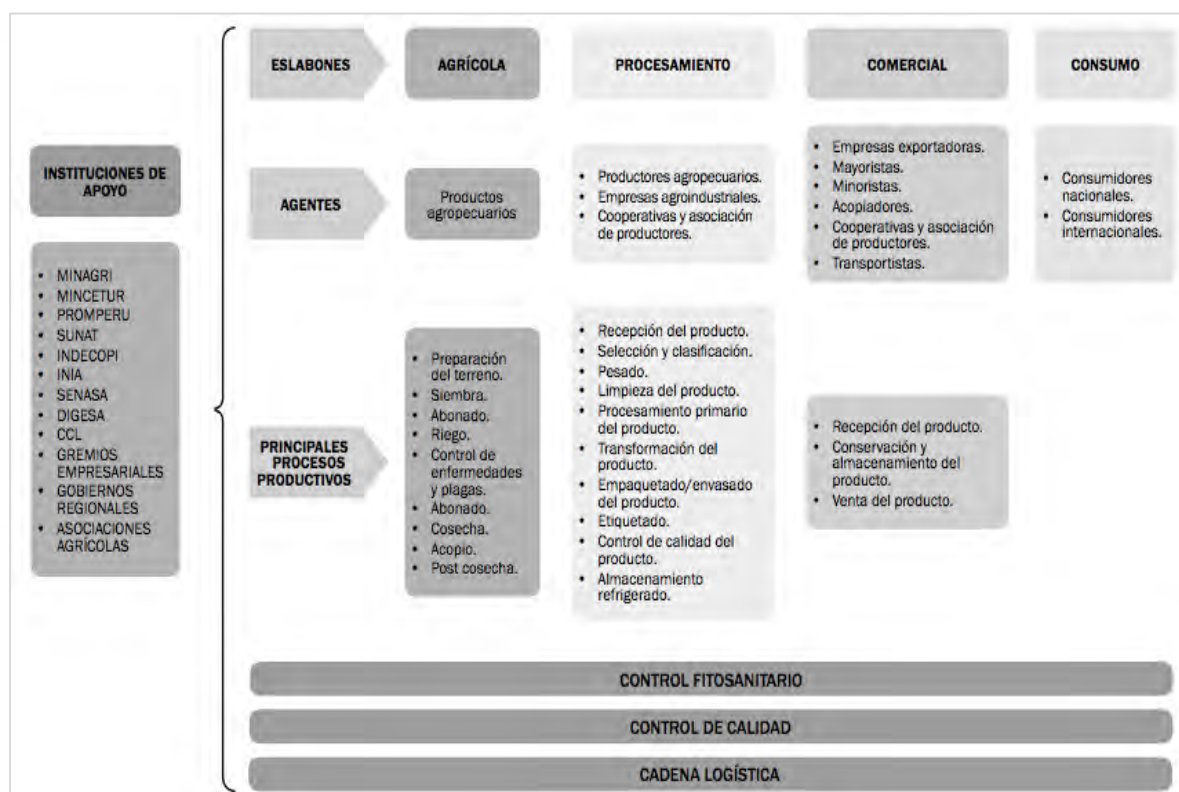 ESLABONES
AGRÍCOLA
PROCESAMIENTO
COMERCIAL
CONSUMO
INSTITUCIONES DE
APOYO
• MINAGRI
• MINCETUR
• PROMPERU
• SUNAT
• INDECOPI
• INIA
• SENASA
• DIGESA
• CCL
• GREMIOS
EMPRESARIALES
• GOBIERNOS
REGIONALES
• ASOCIACIONES
AGRÍCOLAS
AGENTES
Productos
agropecuarios
• Productores agropecuarios.
• Empresas agroindustriales.
• Cooperativas y asociación
de productores.
• Empresas exportadoras.
• Mayoristas.
• Minoristas.
• Acopiadores.
• Cooperativas y asociación
de productores.
• Transportistas.
• Consumidores
nacionales.
• Consumidores
internacionales.
PRINCIPALES
PROCESOS
PRODUCTIVOS
• Preparación
del terreno.
• Siembra.
• Abonado.
• Riego.
• Control de
enfermedades
y plagas.
• Abonado.
• Cosecha.
• Acopio.
• Post cosecha.
• Recepción del producto.
• Selección y clasificación.
• Pesado.
• Limpieza del producto.
• Procesamiento primario
del producto.
• Transformación del
producto.
• Empaquetado/envasado
del producto.
• Etiquetado.
• Control de calidad del
producto.
• Almacenamiento
refrigerado.
• Recepción del producto.
• Conservación y
almacenamiento del
producto.
• Venta del producto.
CONTROL FITOSANITARIO
CONTROL DE CALIDAD
CADENA LOGÍSTICA